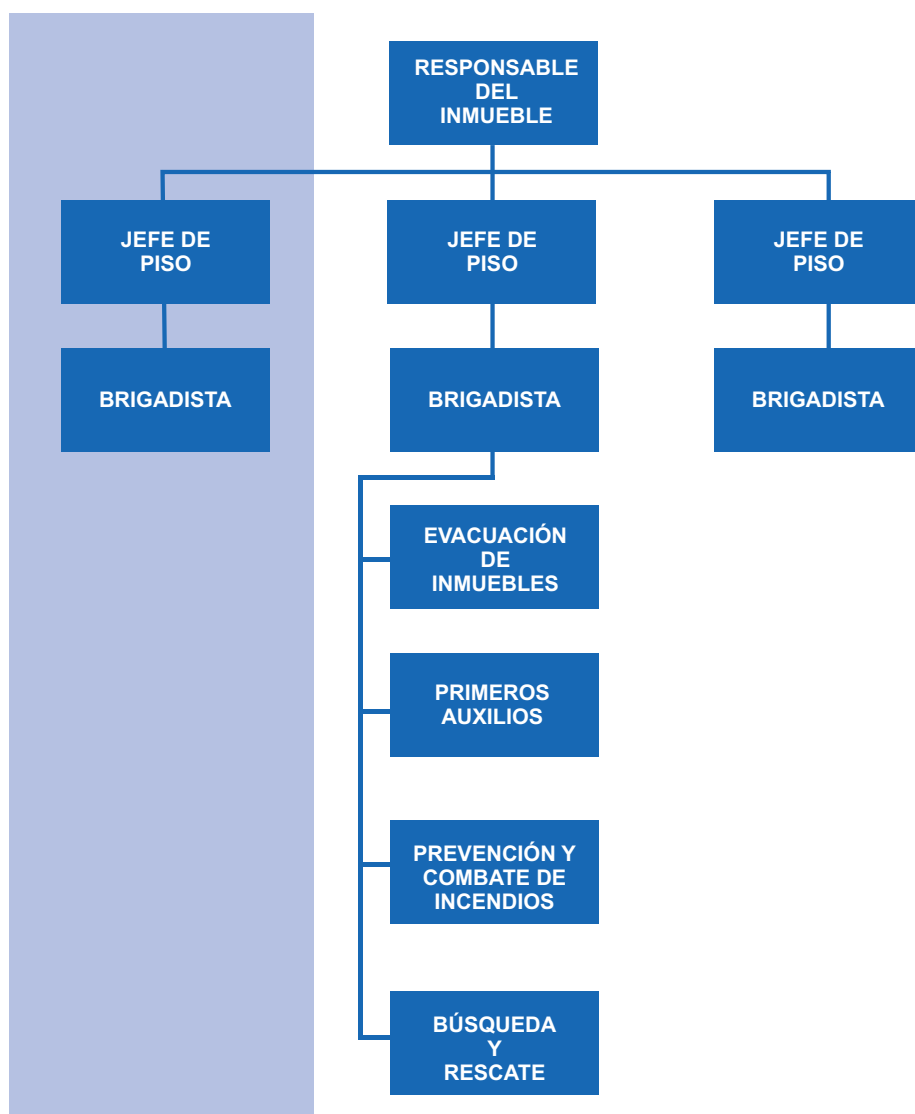 RESPONSABLE
DEL
INMUEBLE
JEFE DE
PISO
JEFE DE
PISO
JEFE DE
PISO
BRIGADISTA
BRIGADISTA
BRIGADISTA
EVACUACIÓN
DE
INMUEBLES
PRIMEROS
AUXILIOS
PREVENCIÓN Y
COMBATE DE
INCENDIOS
BÚSQUEDA
Y
RESCATE